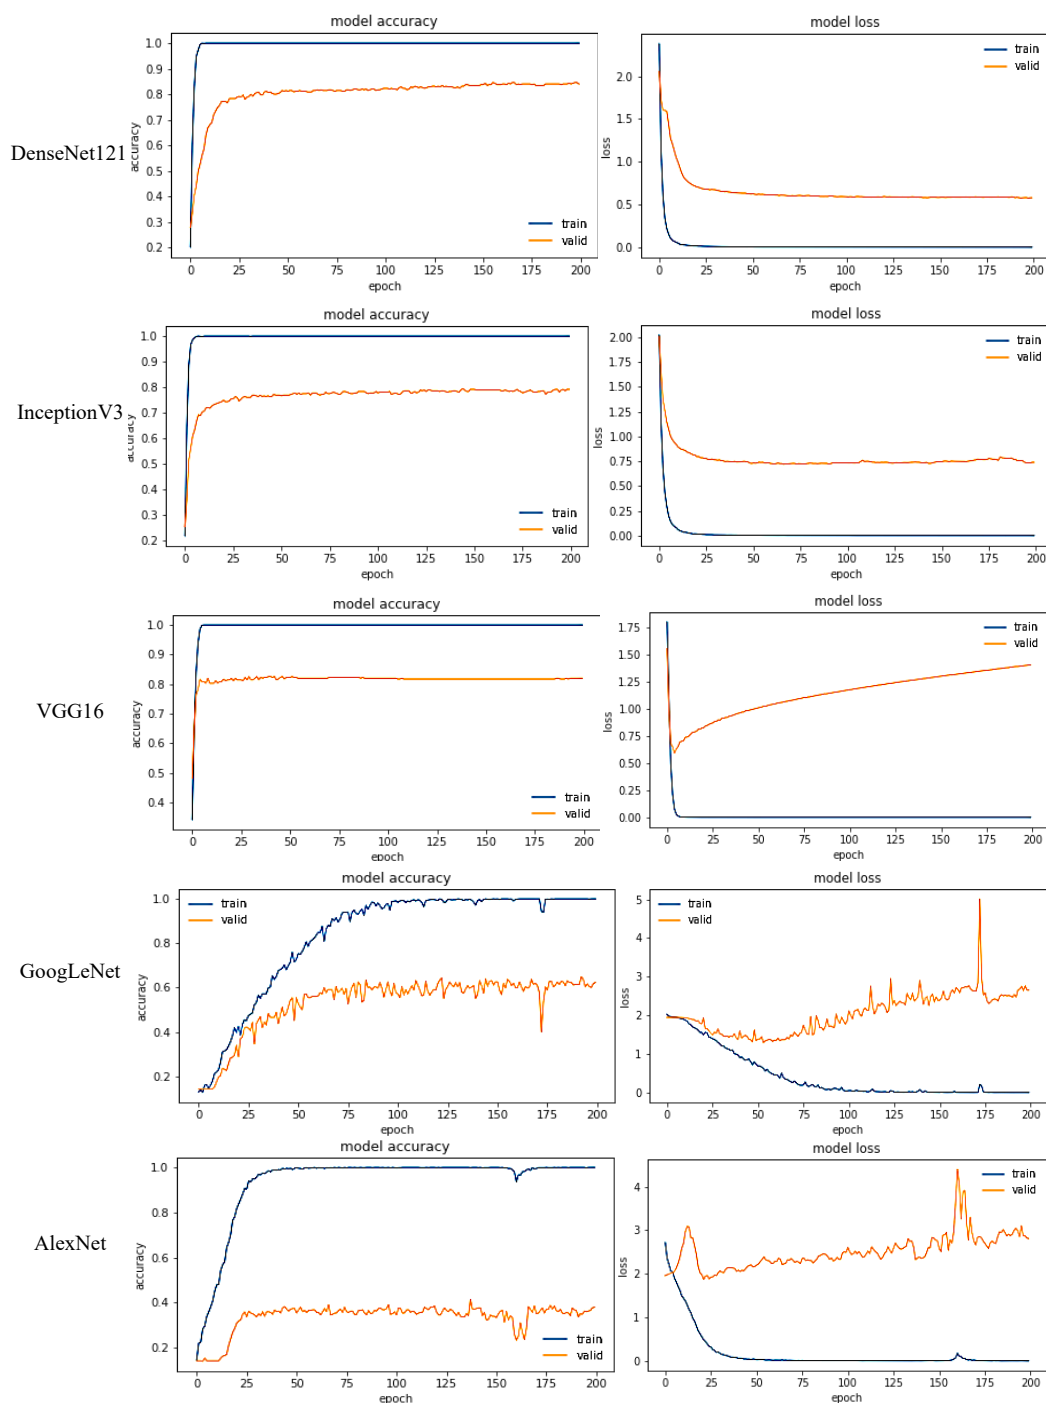 DenseNet121
model accuracy
accuracy
1.0
0.9
0.8
0.7
0.6
0.5
0.4
0.3
0.2
train
valid
0 25 50 75 100 125 150 175 200
epoch
model loss
loss
2.0
1.5
1.0
0.5
0.0
train
valid
0 25 50 75 100 125 150 175 200
epoch
InceptionV3
model accuracy
accuracy
1.0
0.9
0.8
0.7
0.6
0.5
0.4
0.3
0.2
train
valid
0 25 50 75 100 125 150 175 200
epoch
model loss
loss
2.00
1.75
1.50
1.25
1.00
0.75
0.50
0.25
0.00
train
valid
0 25 50 75 100 125 150 175 200
epoch
VGG16
model accuracy
accuracy
1.0
0.9
0.8
0.7
0.6
0.5
0.4
train
valid
0 25 50 75 100 125 150 175 200
epoch
model loss
loss
1.75
1.50
1.25
1.00
0.75
0.50
0.25
0.00
train
valid
0 25 50 75 100 125 150 175 200
epoch
GoogLeNet
model accuracy
accuracy
1.0
0.8
0.6
0.4
0.2
train
valid
0 25 50 75 100 125 150 175 200
epoch
model loss
loss
5
4
3
2
1
0
train
valid
0 25 50 75 100 125 150 175 200
epoch
AlexNet
model accuracy
accuracy
1.0
0.8
0.6
0.4
0.2
train
valid
0 25 50 75 100 125 150 175 200
epoch
model loss
loss
4
3
2
1
0
train
valid
0 25 50 75 100 125 150 175 200
epoch